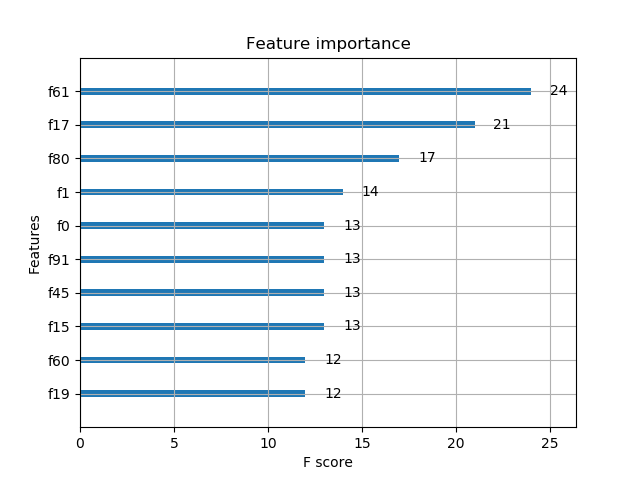 Feature importance
f61 24
f17 21
f80 17
f1 14
f0 13
f91 13
f45 13
f15 13
f60 12
f19 12
Features
0 5 10 15 20 25
F score